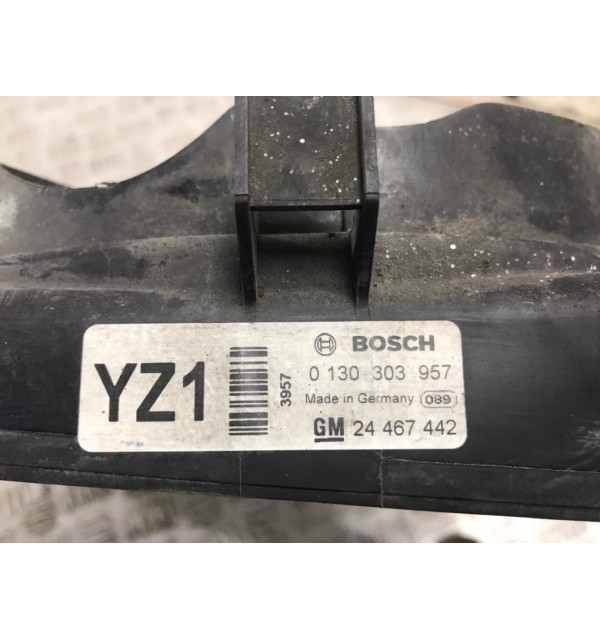 YZ1
3957
BOSCH
0 130 303 957
Made in Germany 089
GM 24 467 442